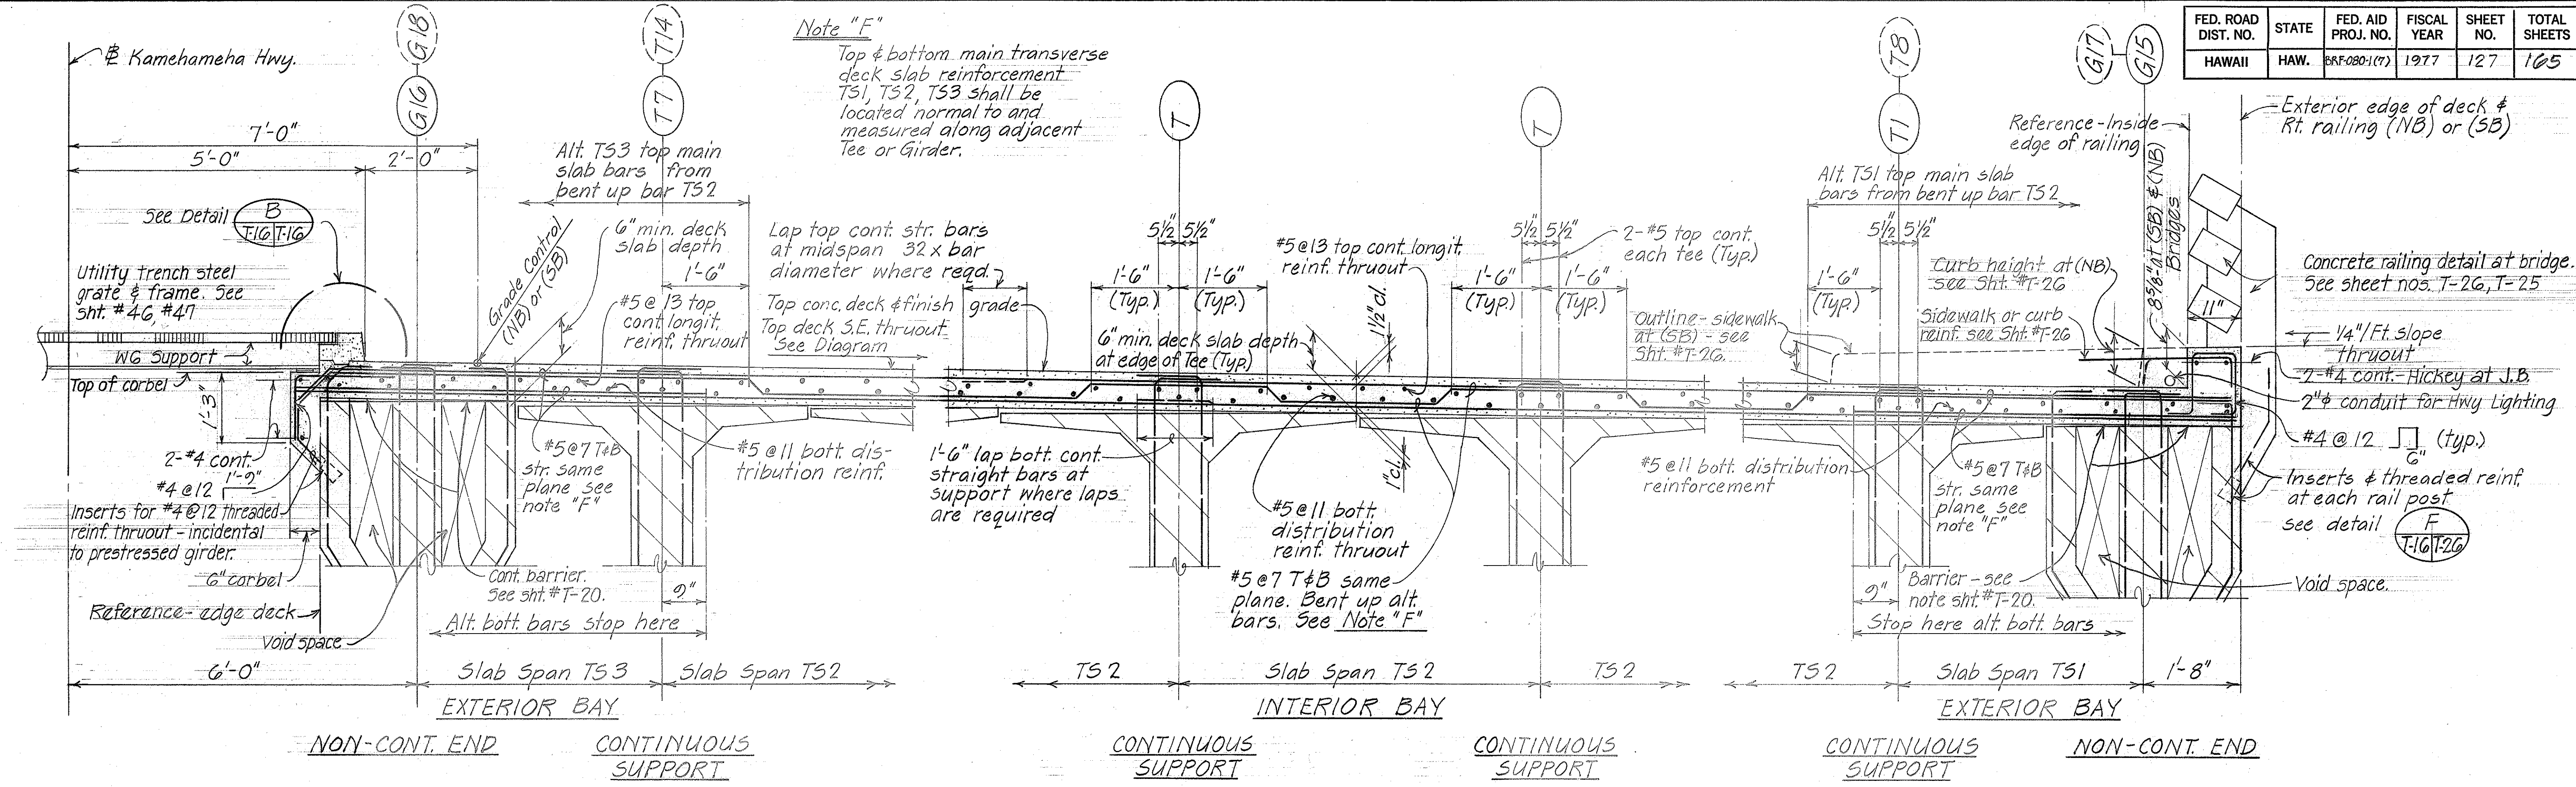 FED. ROAD DIST. NO.
STATE
FED. AID PROJ. NO.
FISCAL YEAR
SHEET NO.
TOTAL SHEETS
HAWAII
HAW.
BRF-080-1(7)
1977
127
165
℄ Kamehameha Hwy.
G18
G16
T14
T7
Note "F"
Top & bottom main transverse
deck slab reinforcement
TS1, TS2, TS3 shall be
located normal to and
measured along adjacent
Tee or Girder.
T
T
T8
T1
G17
G15
Exterior edge of deck &
Rt. railing (NB) or (SB)
Reference-Inside
edge of railing
8 5/8" at (SB) & (NB)
Bridges
7'-0"
5'-0"
2'-0"
Alt. TS3 top main
slab bars from
bent up bar TS2
Alt. TS1 top main slab
bars from bent up bar TS2
See Detail
B
T-16 T-16
Grade Control
(NB) or (SB)
6" min. deck
slab depth
1'-6"
Lap top cont. str. bars
at midspan 32 x bar
diameter where reqd.
Top conc. deck & finish grade
Top deck S.E. thruout
See Diagram
5½" 5½"
1'-6"
(Typ.)
1'-6"
(Typ.)
#5@13 top cont. longit.
reinf. thruout
1½" cl.
5½" 5½"
1'-6"
(Typ.)
1'-6"
(Typ.)
2-#5 top cont.
each tee (Typ.)
5½" 5½"
1'-6"
(Typ.)
Curb height at (NB)
see Sht. #T-26
11"
Concrete railing detail at bridge.
See sheet nos. T-26, T-25
Utility trench steel
grate & frame. See
sht. #46, #47
#5@13 top
cont. longit.
reinf. thruout
6" min. deck slab depth
at edge of Tee (Typ.)
Outline-sidewalk
at (SB) - see
Sht. #T-26.
Sidewalk or curb
reinf. see Sht. #T-26
¼"/Ft. slope
thruout
WG Support
Top of corbel
1'-3"
2-#4 cont.-Hickey at J.B.
2"ϕ conduit for Hwy Lighting
#4 @ 12 (typ.)
6"
2-#4 cont.
1'-9"
#4 @12
Inserts for #4@12 threaded
reinf. thruout - incidental
to prestressed girder.
#5@7 T&B
str. same
plane see
note "F"
#5 @11 bott. dis-
tribution reinf.
1'-6" lap bott. cont.
straight bars at
support where laps
are required
1" cl.
#5@11 bott.
distribution
reinf. thruout
#5@11 bott. distribution
reinforcement
#5@7 T&B
str. same
plane see
note "F"
Inserts & threaded reinf.
at each rail post
see detail
F
T-16 T-26
6" corbel
Reference-edge deck
Void space
Cont. barrier.
See sht. #T-20.
9"
Alt. bott. bars stop here
#5@7 T&B same
plane. Bent up alt.
bars. See Note "F"
9"
Barrier-see
note sht. #T-20.
Stop here alt. bott. bars
Void space.
6'-0"
Slab Span TS3
Slab Span TS2
TS2
Slab Span TS2
TS2
TS2
Slab Span TS1
1'-8"
EXTERIOR BAY
INTERIOR BAY
EXTERIOR BAY
NON-CONT. END
CONTINUOUS
SUPPORT
CONTINUOUS
SUPPORT
CONTINUOUS
SUPPORT
CONTINUOUS
SUPPORT
NON-CONT. END